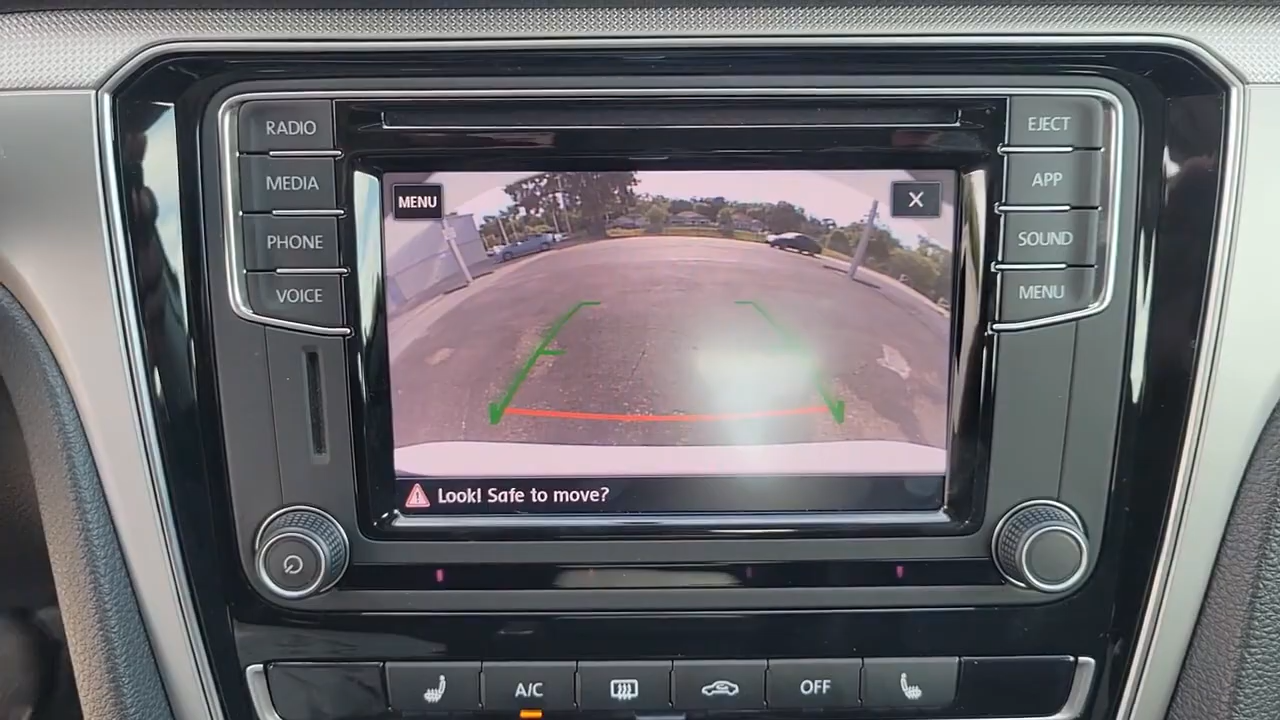 RADIO
MEDIA
PHONE
VOICE
EJECT
APP
SOUND
MENU
MENU
X
Look! Safe to move?
A/C
OFF